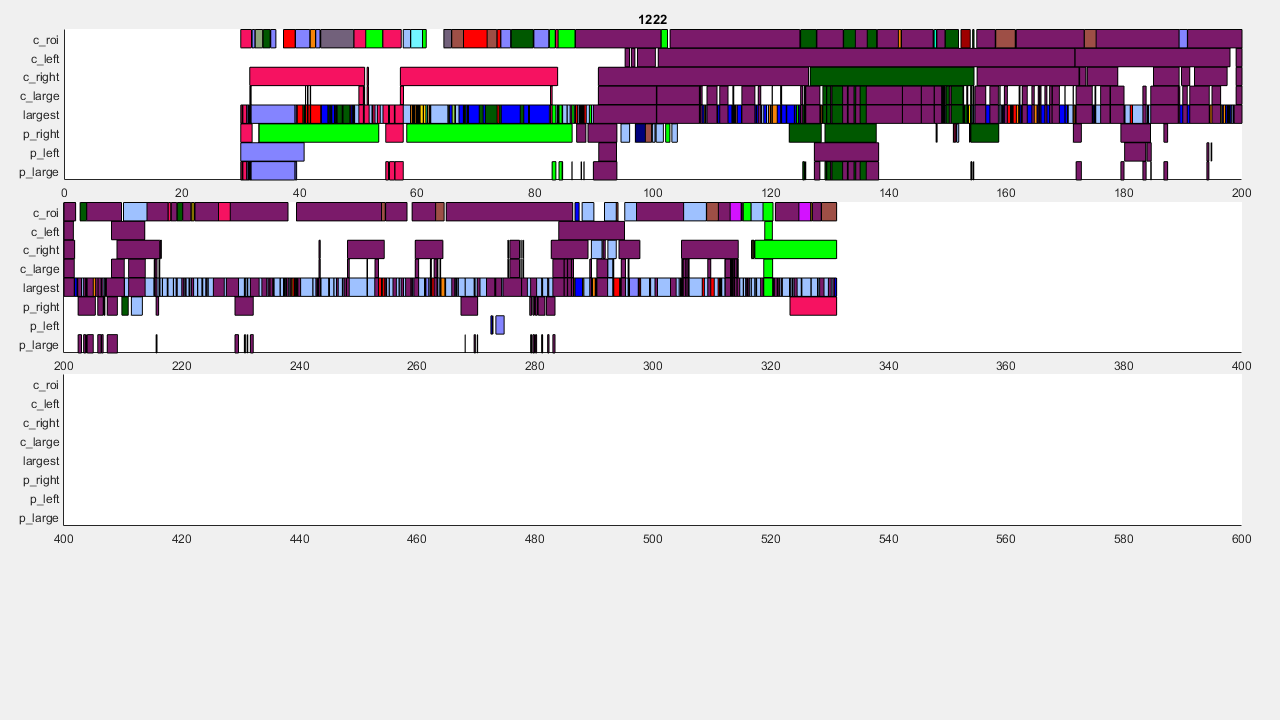 1222
c_roi
c_left
c_right
c_large
largest
p_right
p_left
p_large
0 20 40 60 80 100 120 140 160 180 200
c_roi
c_left
c_right
c_large
largest
p_right
p_left
p_large
200 220 240 260 280 300 320 340 360 380 400
c_roi
c_left
c_right
c_large
largest
p_right
p_left
p_large
400 420 440 460 480 500 520 540 560 580 600